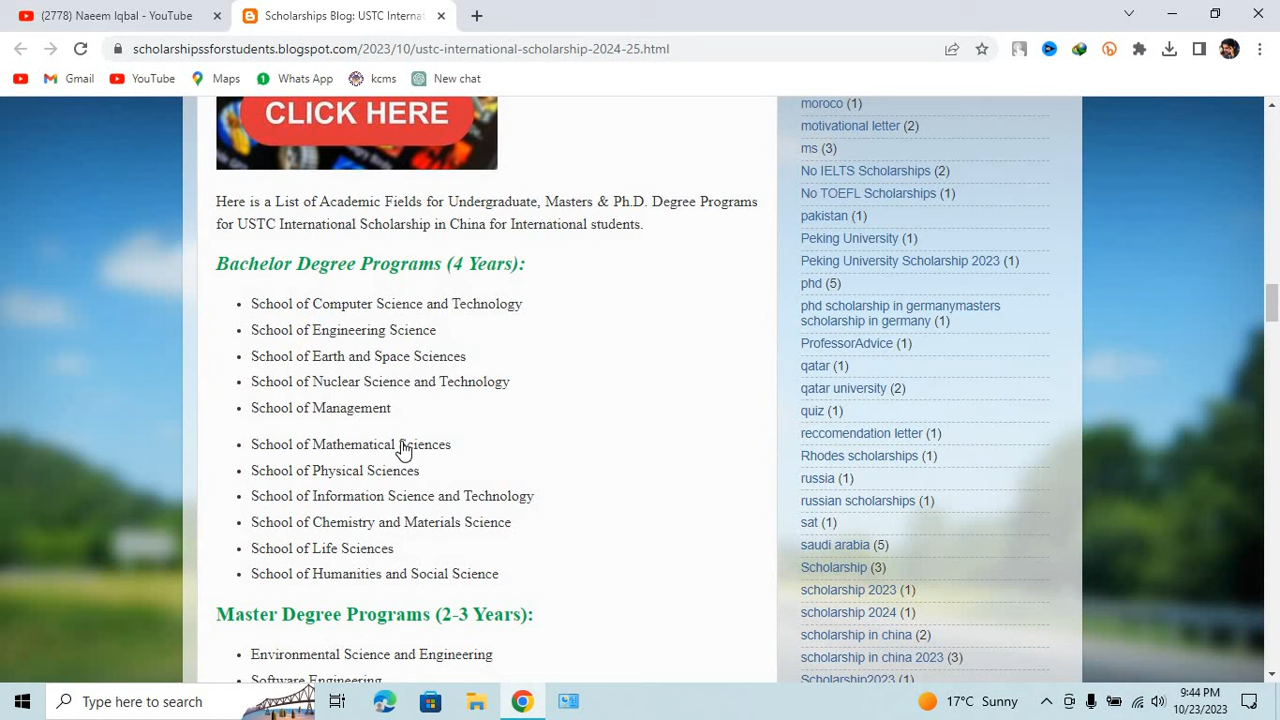 (2778) Naeem Iqbal - YouTube
Scholarships Blog: USTC Interna
scholarshipssforstudents.blogspot.com/2023/10/ustc-international-scholarship-2024-25.html
Gmail
YouTube
Maps
Whats App
kcms
New chat
CLICK HERE
Here is a List of Academic Fields for Undergraduate, Masters & Ph.D. Degree Programs
for USTC International Scholarship in China for International students.
Bachelor Degree Programs (4 Years):
School of Computer Science and Technology
School of Engineering Science
School of Earth and Space Sciences
School of Nuclear Science and Technology
School of Management
School of Mathematical Sciences
School of Physical Sciences
School of Information Science and Technology
School of Chemistry and Materials Science
School of Life Sciences
School of Humanities and Social Science
Master Degree Programs (2-3 Years):
Environmental Science and Engineering
Software Engineering
moroco (1)
motivational letter (2)
ms (3)
No IELTS Scholarships (2)
No TOEFL Scholarships (1)
pakistan (1)
Peking University (1)
Peking University Scholarship 2023 (1)
phd (5)
phd scholarship in germanymasters
scholarship in germany (1)
ProfessorAdvice (1)
qatar (1)
qatar university (2)
quiz (1)
reccomendation letter (1)
Rhodes scholarships (1)
russia (1)
russian scholarships (1)
sat (1)
saudi arabia (5)
Scholarship (3)
scholarship 2023 (1)
scholarship 2024 (1)
scholarship in china (2)
scholarship in china 2023 (3)
Scholarship2023 (1)
Type here to search
17°C Sunny
9:44 PM
10/23/2023